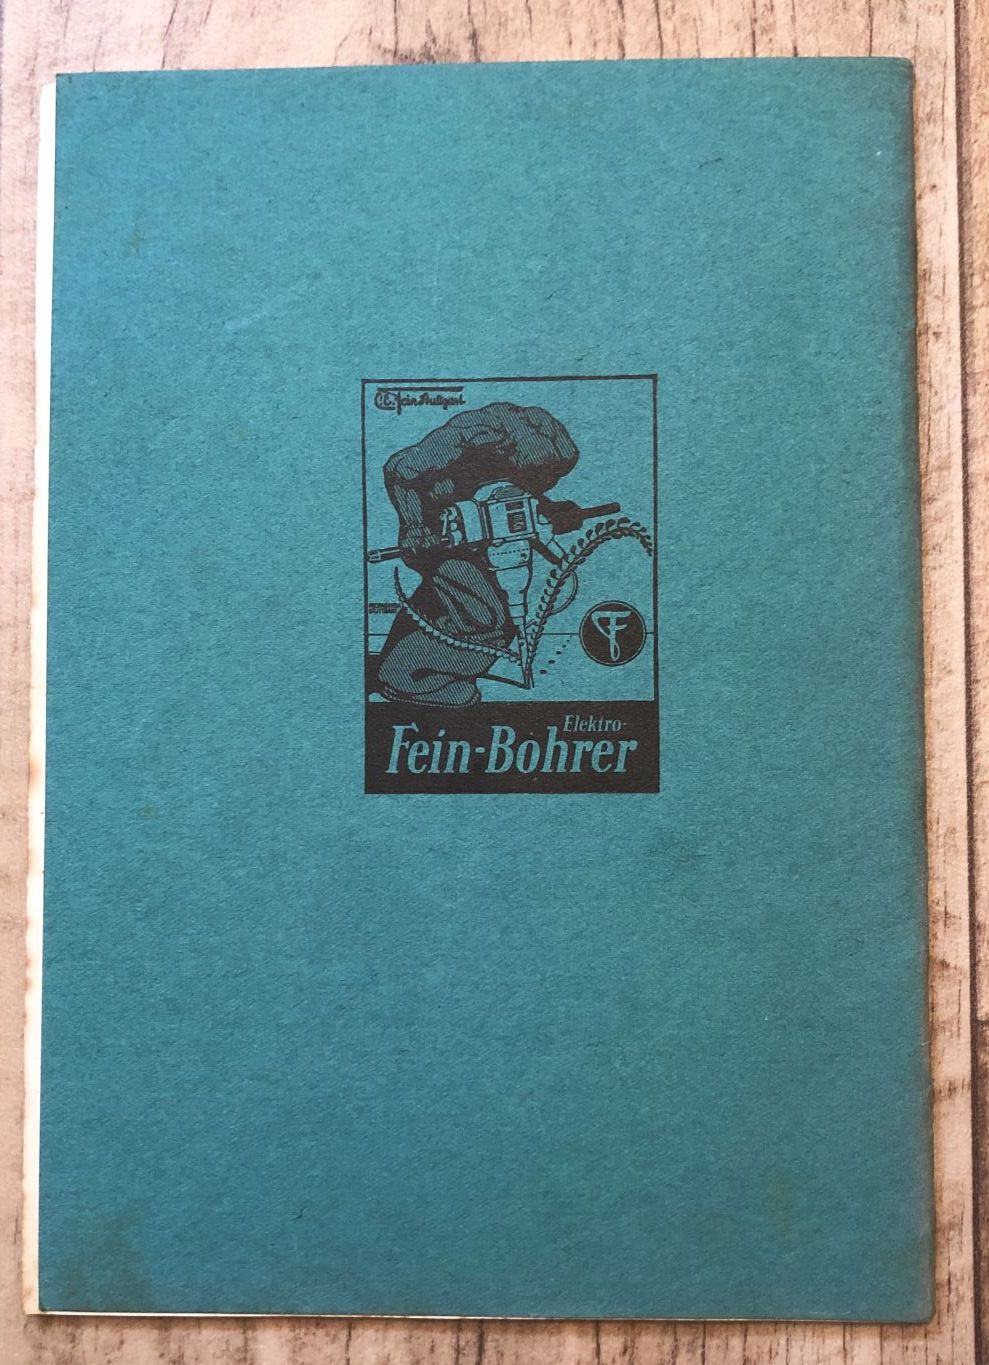 C.&E. Fein Stuttgart
F
Elektro-
Fein-Bohrer